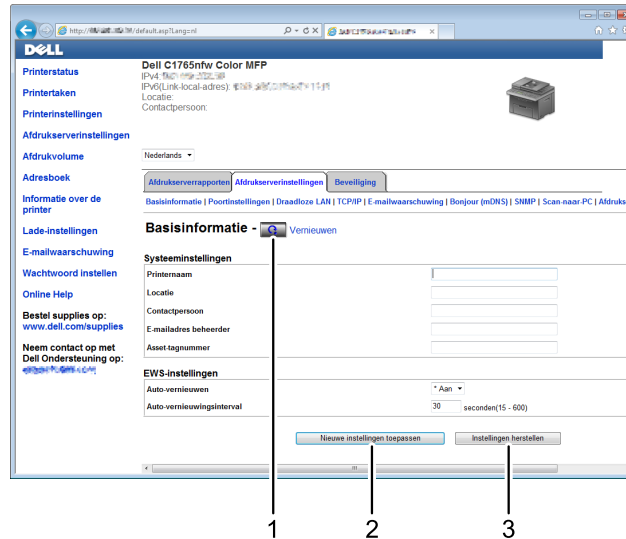 http:// /default.asp?Lang=nl
DELL
Printerstatus
Printertaken
Printerinstellingen
Afdrukserverinstellingen
Afdrukvolume
Adresboek
Informatie over de
printer
Lade-instellingen
E-mailwaarschuwing
Wachtwoord instellen
Online Help
Bestel supplies op:
www.dell.com/supplies
Neem contact op met
Dell Ondersteuning op:
Dell C1765nfw Color MFP
IPv4:
IPv6(Link-local-adres):
Locatie:
Contactpersoon:
Nederlands
Afdrukserverrapporten Afdrukserverinstellingen Beveiliging
Basisinformatie | Poortinstellingen | Draadloze LAN | TCP/IP | E-mailwaarschuwing | Bonjour (mDNS) | SNMP | Scan-naar-PC | Afdruks
Basisinformatie - Vernieuwen
Systeeminstellingen
Printernaam
Locatie
Contactpersoon
E-mailadres beheerder
Asset-tagnummer
EWS-instellingen
Auto-vernieuwen * Aan
Auto-vernieuwingsinterval 30 seconden(15 - 600)
Nieuwe instellingen toepassen Instellingen herstellen
1 2 3